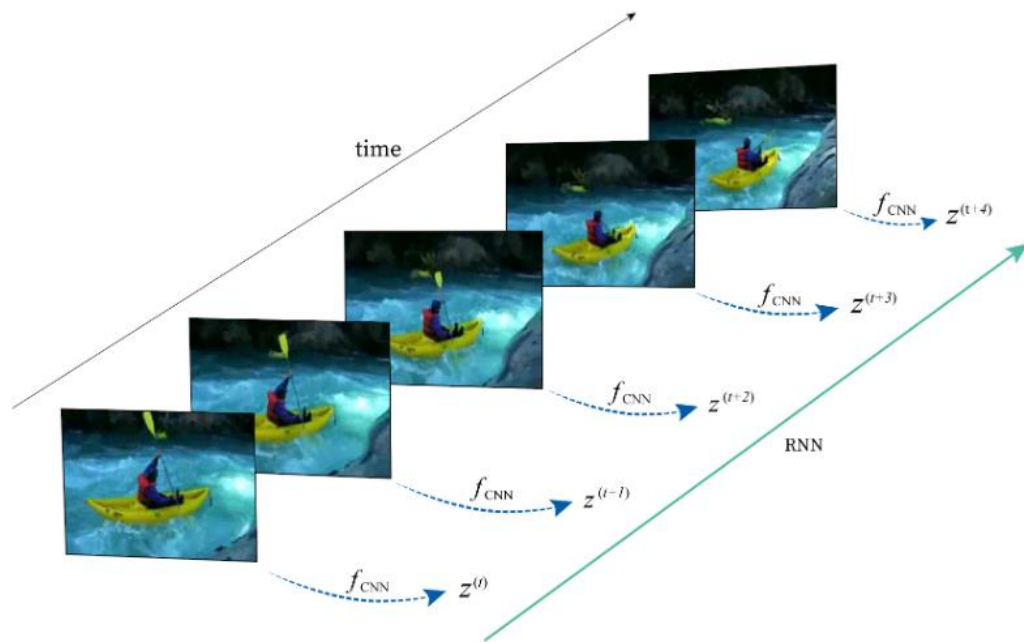 time
f_CNN z^(t+4)
f_CNN z^(t+3)
f_CNN z^(t+2)
RNN
f_CNN z^(t+1)
f_CNN z^(t)